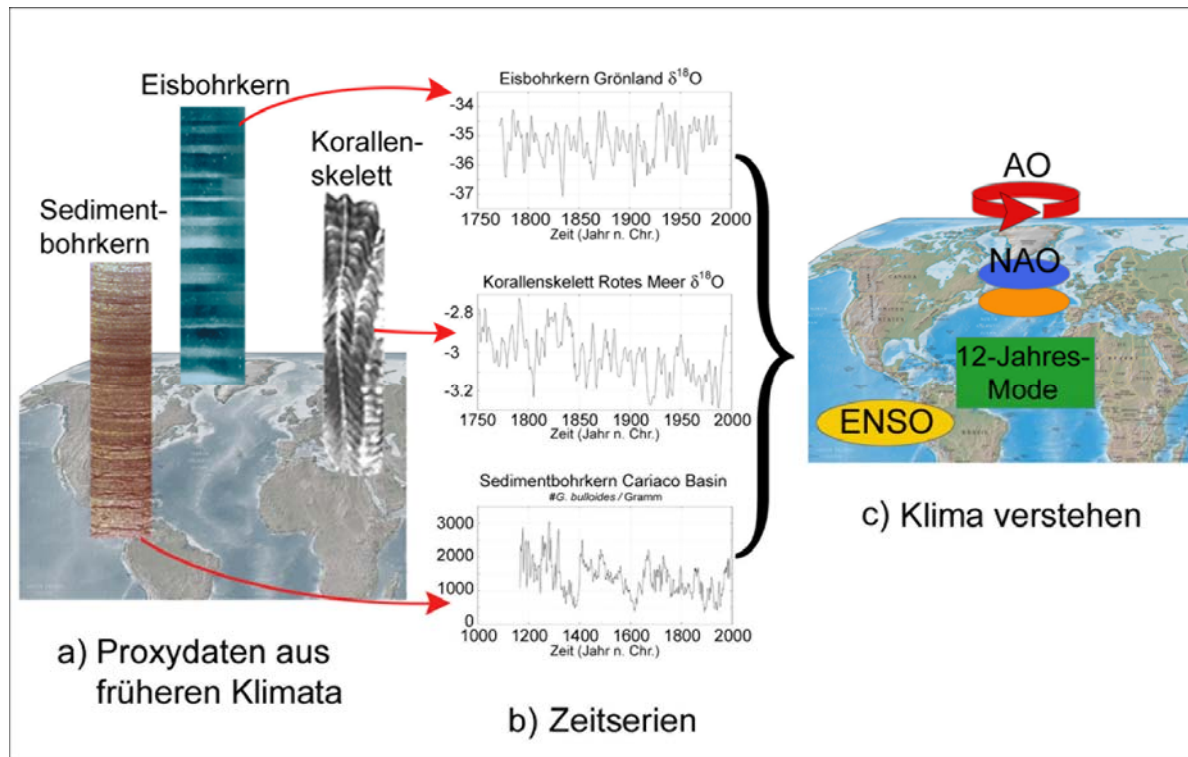 Eisbohrkern
Korallen-
skelett
Sediment-
bohrkern
a) Proxydaten aus
früheren Klimata
Eisbohrkern Grönland δ¹⁸O
-34
-35
-36
-37
1750 1800 1850 1900 1950 2000
Zeit (Jahr n. Chr.)
Korallenskelett Rotes Meer δ¹⁸O
-2.8
-3
-3.2
1750 1800 1850 1900 1950 2000
Zeit (Jahr n. Chr.)
Sedimentbohrkern Cariaco Basin
#G. bulloides / Gramm
3000
2000
1000
0
1000 1200 1400 1600 1800 2000
Zeit (Jahr n. Chr.)
b) Zeitserien
AO
NAO
12-Jahres-
Mode
ENSO
c) Klima verstehen